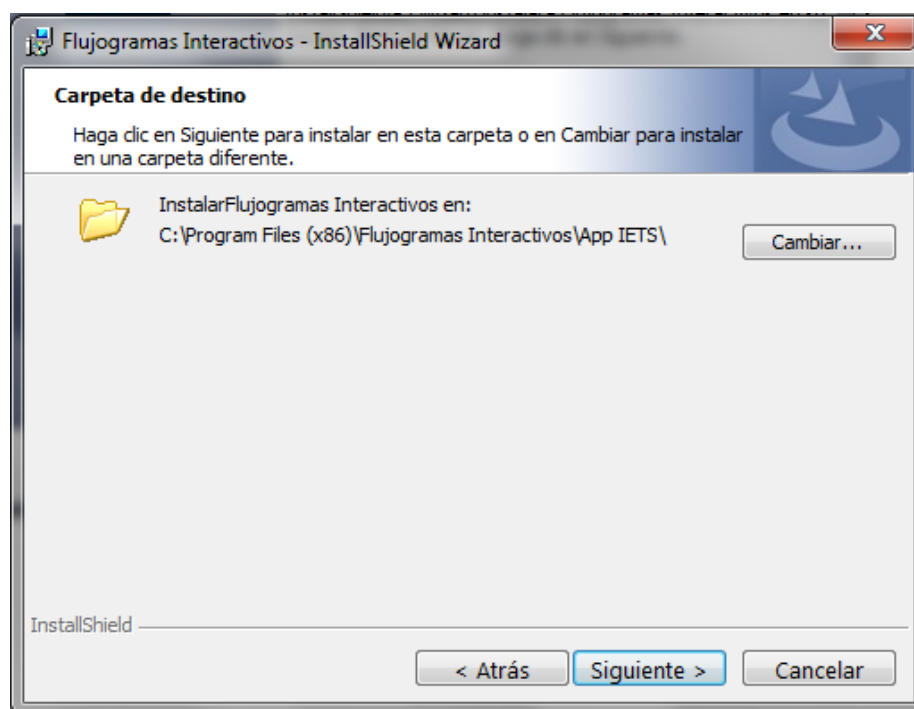 Flujogramas Interactivos - InstallShield Wizard
Carpeta de destino
Haga clic en Siguiente para instalar en esta carpeta o en Cambiar para instalar
en una carpeta diferente.
InstalarFlujogramas Interactivos en:
C:\Program Files (x86)\Flujogramas Interactivos\App IETS\
Cambiar...
InstallShield
< Atrás
Siguiente >
Cancelar